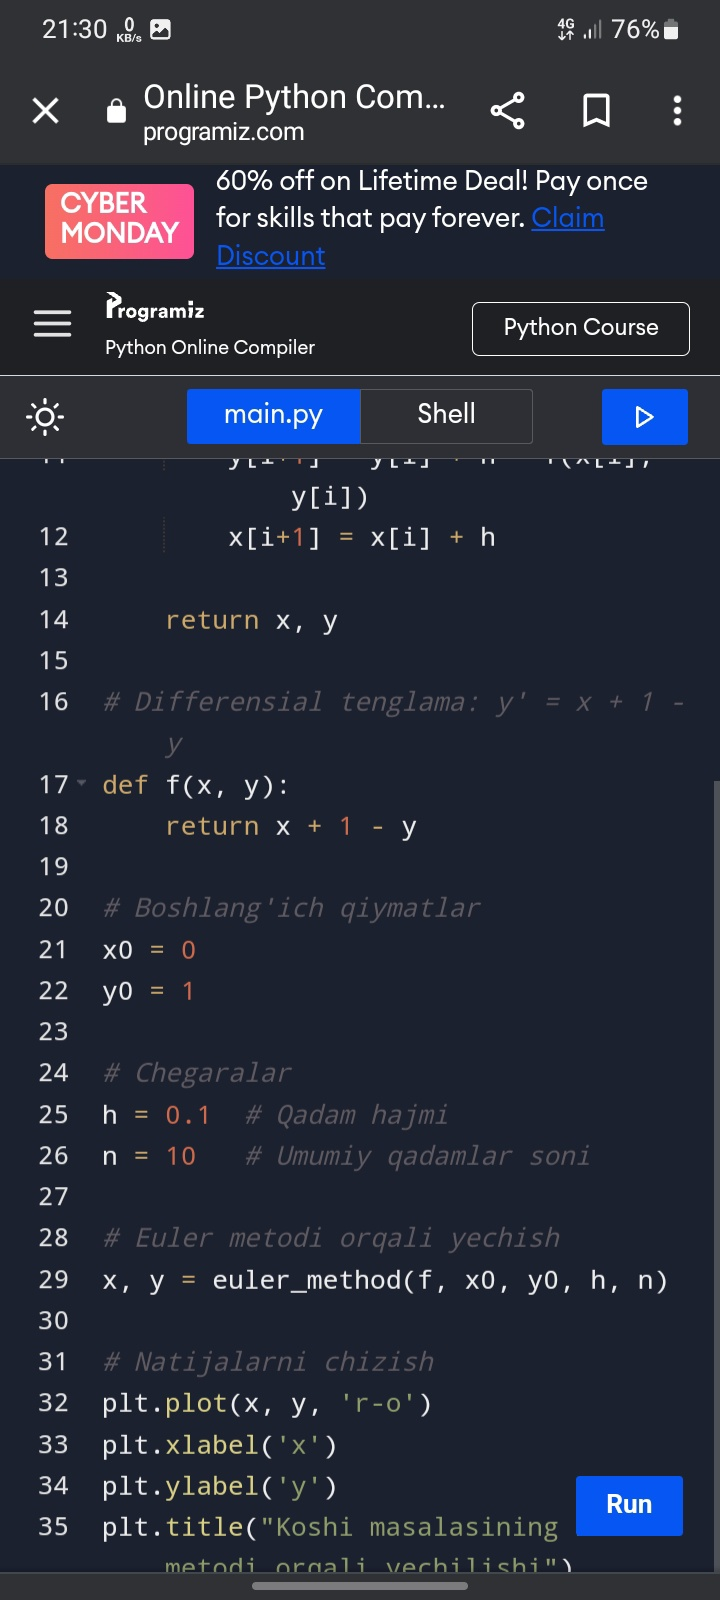 21:30 0 KB/s 4G 76%
Online Python Com...
programiz.com
CYBER MONDAY
60% off on Lifetime Deal! Pay once
for skills that pay forever. Claim
Discount
Programiz
Python Online Compiler
Python Course
main.py Shell
y[i])
12 x[i+1] = x[i] + h
13
14 return x, y
15
16 # Differensial tenglama: y' = x + 1 -
y
17 def f(x, y):
18 return x + 1 - y
19
20 # Boshlang'ich qiymatlar
21 x0 = 0
22 y0 = 1
23
24 # Chegaralar
25 h = 0.1 # Qadam hajmi
26 n = 10 # Umumiy qadamlar soni
27
28 # Euler metodi orqali yechish
29 x, y = euler_method(f, x0, y0, h, n)
30
31 # Natijalarni chizish
32 plt.plot(x, y, 'r-o')
33 plt.xlabel('x')
34 plt.ylabel('y')
Run
35 plt.title("Koshi masalasining
metodi orqali yechilishi")